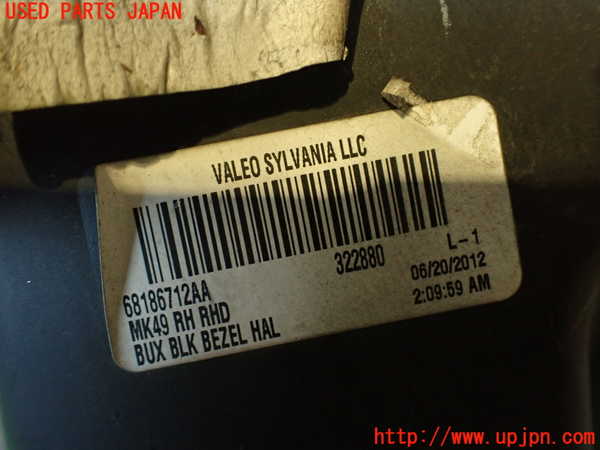 USED PARTS JAPAN
VALEO SYLVANIA LLC
322880
L-1
06/20/2012
2:09:59 AM
68186712AA
MK49 RH RHD
BUX BLK BEZEL HAL
http://www.upjpn.com/